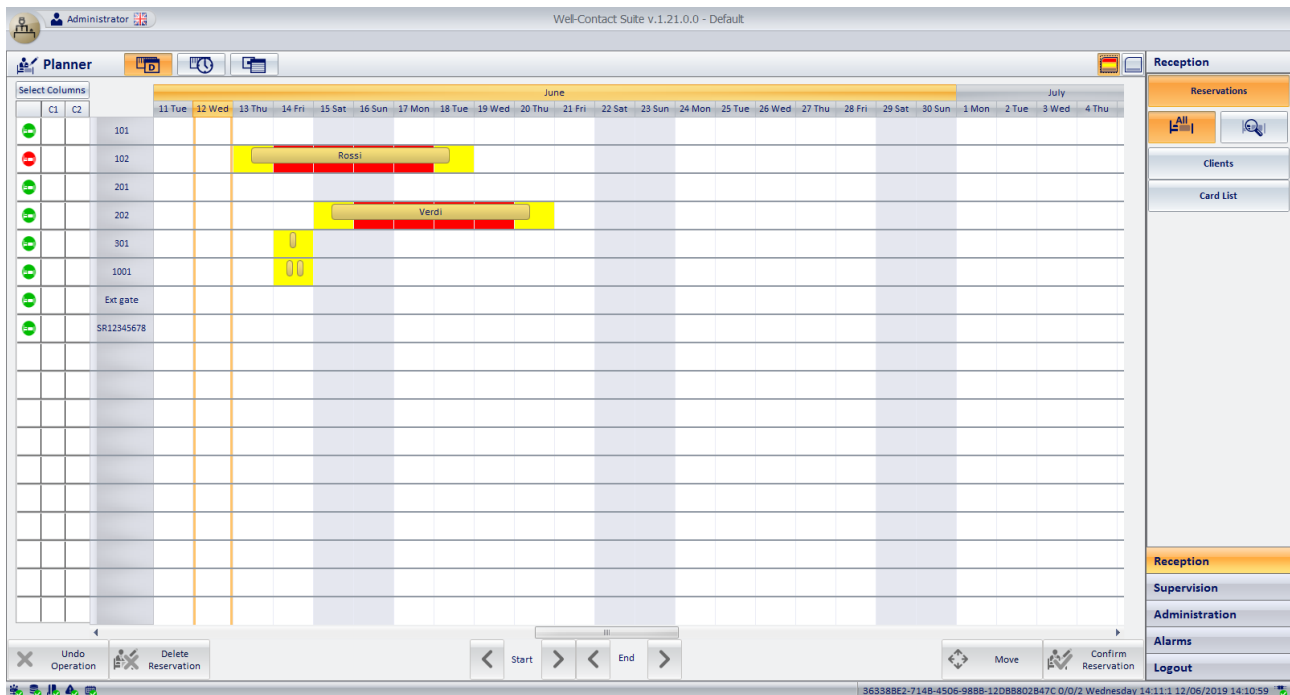 Administrator
Well-Contact Suite v.1.21.0.0 - Default
Planner
D
Reception
Select Columns
June
July
Reservations
C1 C2
11 Tue 12 Wed 13 Thu 14 Fri 15 Sat 16 Sun 17 Mon 18 Tue 19 Wed 20 Thu 21 Fri 22 Sat 23 Sun 24 Mon 25 Tue 26 Wed 27 Thu 28 Fri 29 Sat 30 Sun 1 Mon 2 Tue 3 Wed 4 Thu
All
101
102
Rossi
Clients
201
Card List
202
Verdi
301
1001
Ext gate
SR12345678
Reception
Supervision
Administration
Alarms
Logout
Undo Operation
Delete Reservation
Start
End
Move
Confirm Reservation
363388E2-714B-4506-98BB-12DBB802B47C 0/0/2 Wednesday 14:11:1 12/06/2019 14:10:59